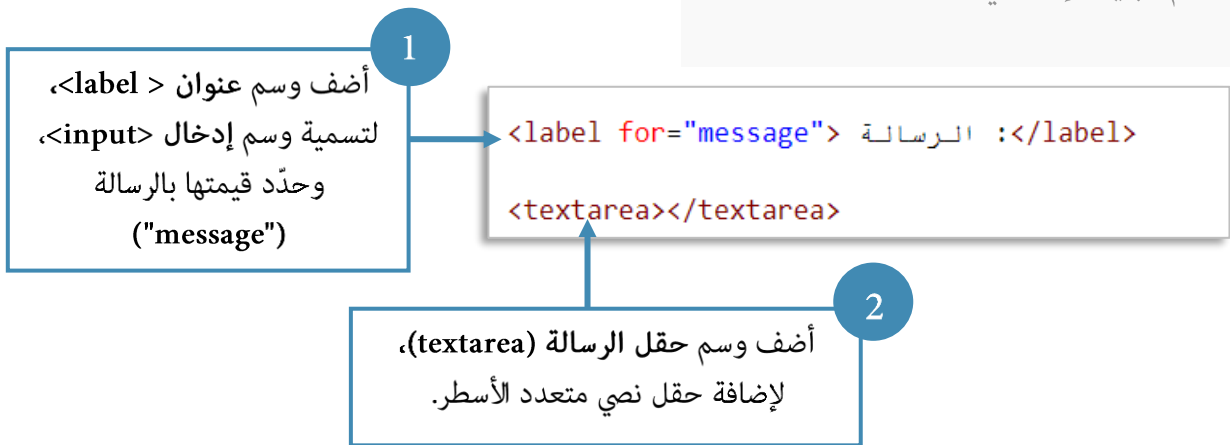 1
أضف وسم عنوان < label>،
لتسمية وسم إدخال <input>،
وحدّد قيمتها بالرسالة
("message")
<label for="message"> الرسالة :</label>
<textarea></textarea>
2
أضف وسم حقل الرسالة (textarea)،
لإضافة حقل نصي متعدد الأسطر.